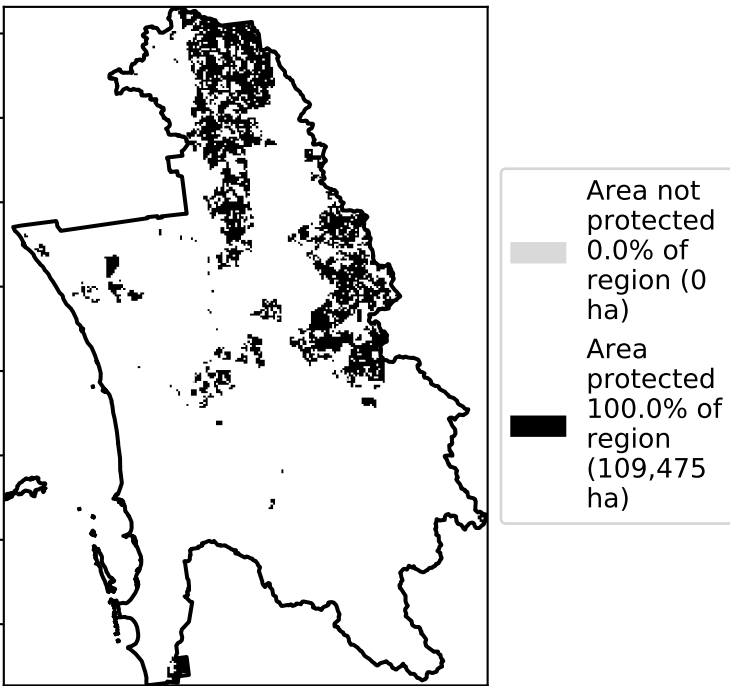 Area not
protected
0.0% of
region (0
ha)
Area
protected
100.0% of
region
(109,475
ha)